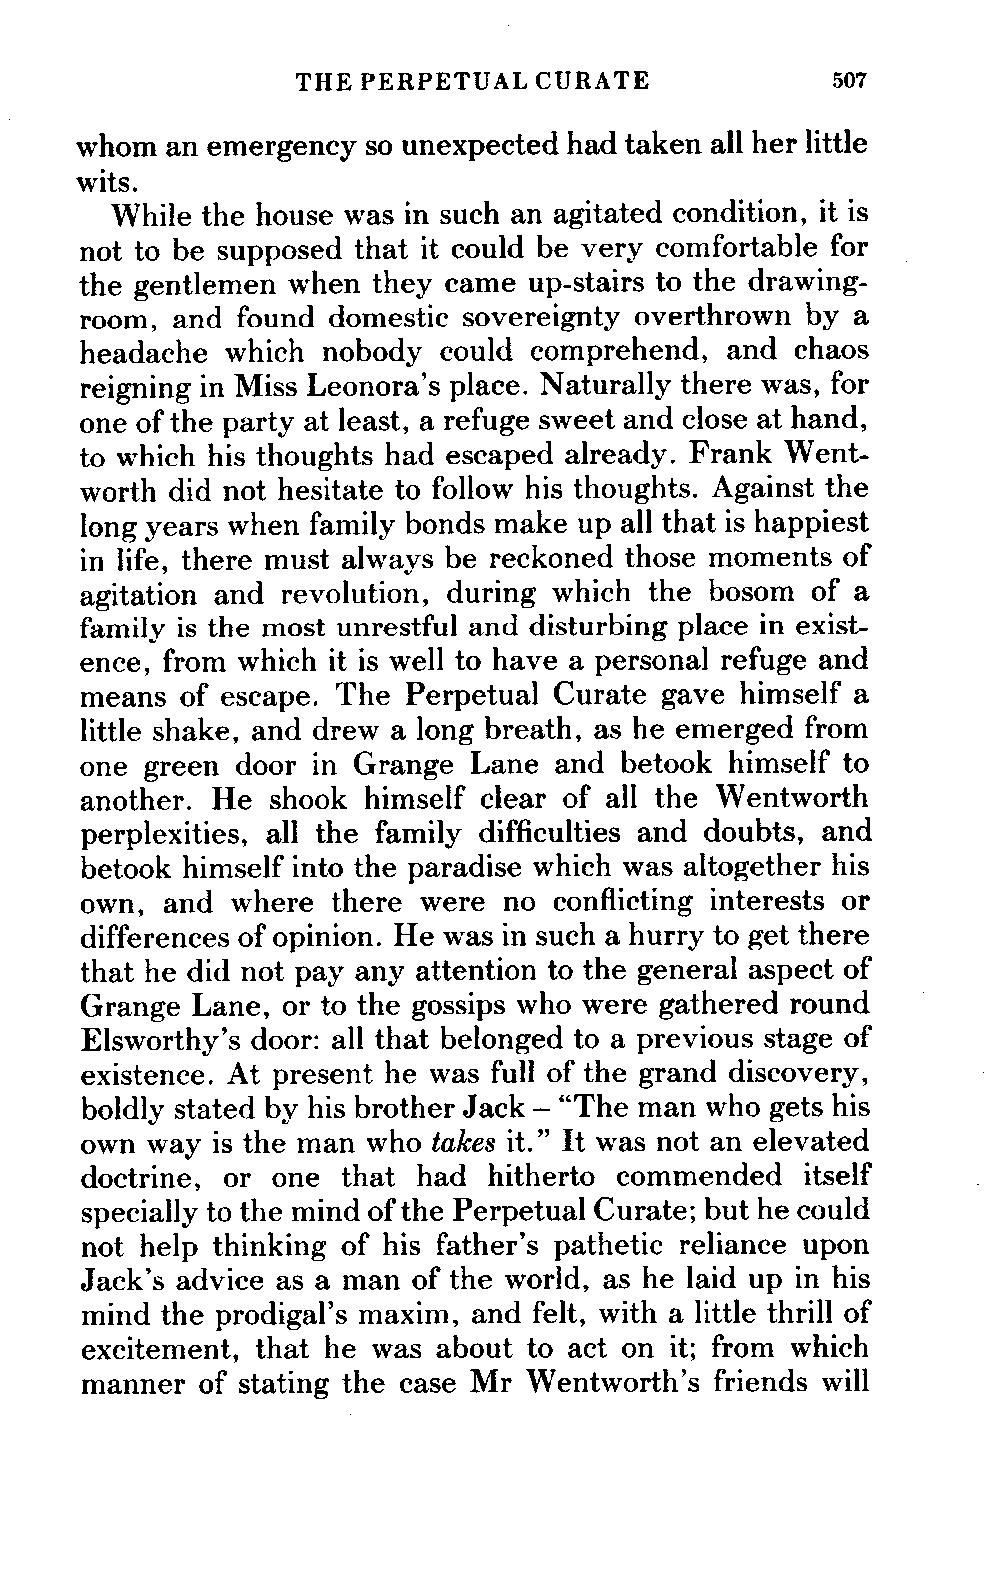 THE PERPETUAL CURATE 507
whom an emergency so unexpected had taken all her little
wits.
While the house was in such an agitated condition, it is
not to be supposed that it could be very comfortable for
the gentlemen when they came up-stairs to the drawing-
room, and found domestic sovereignty overthrown by a
headache which nobody could comprehend, and chaos
reigning in Miss Leonora's place. Naturally there was, for
one of the party at least, a refuge sweet and close at hand,
to which his thoughts had escaped already. Frank Went-
worth did not hesitate to follow his thoughts. Against the
long years when family bonds make up all that is happiest
in life, there must always be reckoned those moments of
agitation and revolution, during which the bosom of a
family is the most unrestful and disturbing place in exist-
ence, from which it is well to have a personal refuge and
means of escape. The Perpetual Curate gave himself a
little shake, and drew a long breath, as he emerged from
one green door in Grange Lane and betook himself to
another. He shook himself clear of all the Wentworth
perplexities, all the family difficulties and doubts, and
betook himself into the paradise which was altogether his
own, and where there were no conflicting interests or
differences of opinion. He was in such a hurry to get there
that he did not pay any attention to the general aspect of
Grange Lane, or to the gossips who were gathered round
Elsworthy's door: all that belonged to a previous stage of
existence. At present he was full of the grand discovery,
boldly stated by his brother Jack – “The man who gets his
own way is the man who takes it.” It was not an elevated
doctrine, or one that had hitherto commended itself
specially to the mind of the Perpetual Curate; but he could
not help thinking of his father's pathetic reliance upon
Jack's advice as a man of the world, as he laid up in his
mind the prodigal's maxim, and felt, with a little thrill of
excitement, that he was about to act on it; from which
manner of stating the case Mr Wentworth's friends will